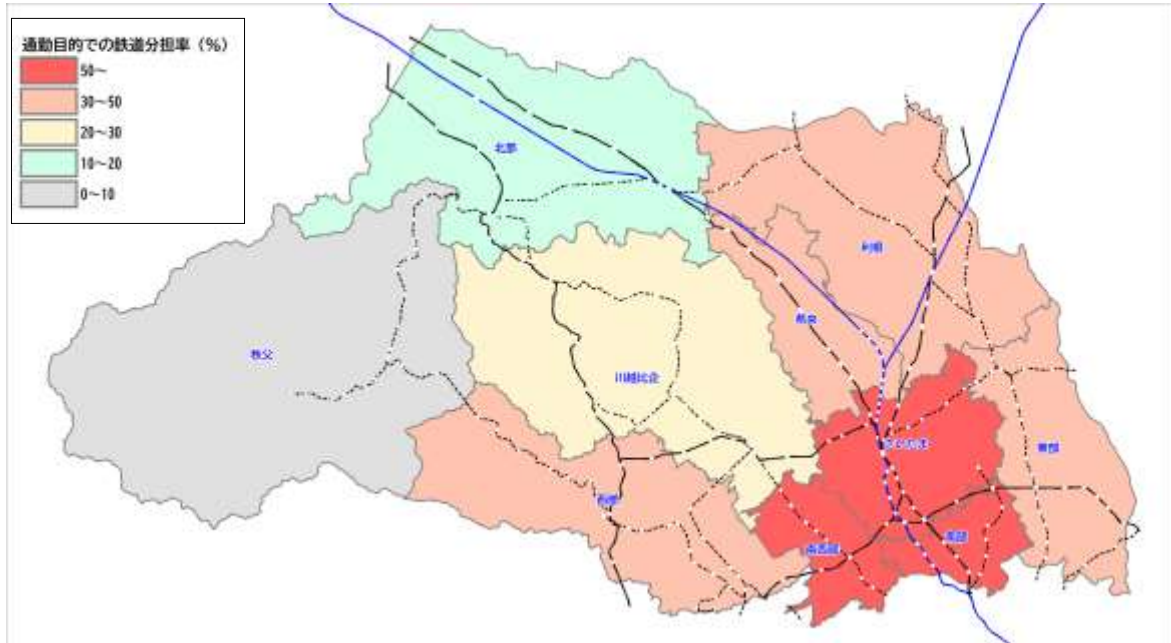 通勤目的での鉄道分担率（％）
50～
30～50
20～30
10～20
0～10
北部
利根
県央
秩父
川越比企
さいたま
東部
西部
南西部
南部